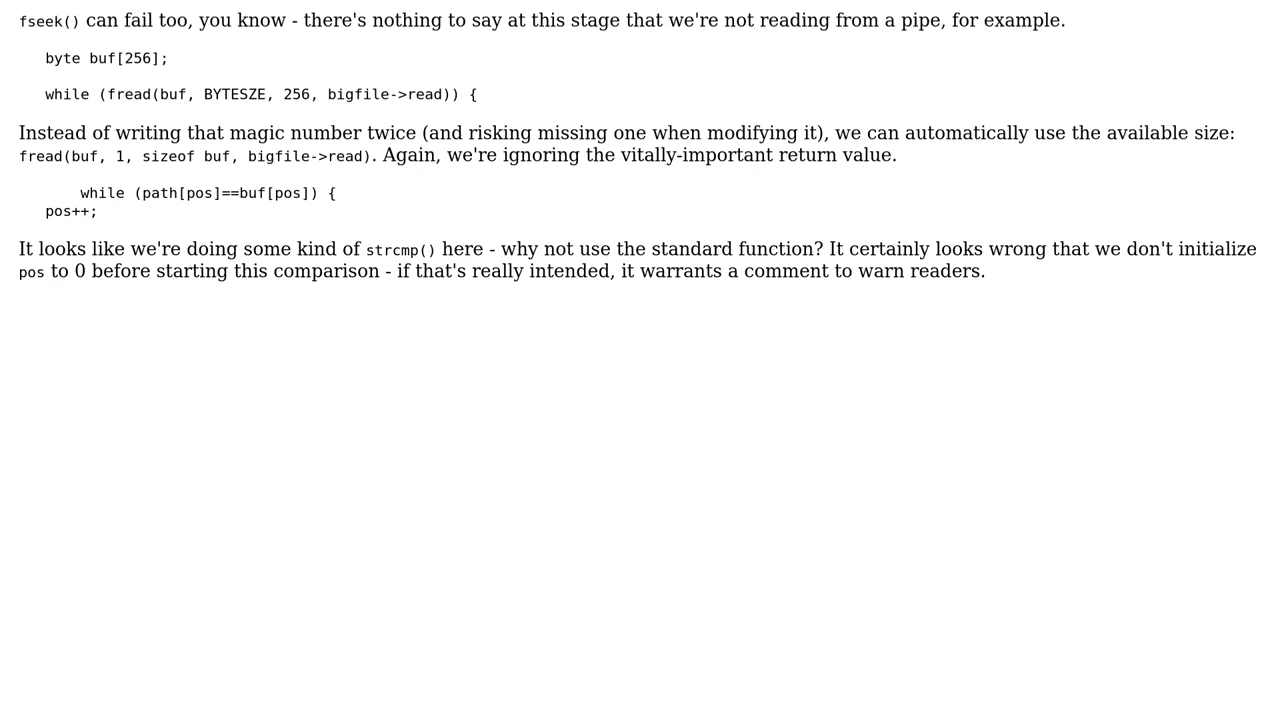 fseek() can fail too, you know - there's nothing to say at this stage that we're not reading from a pipe, for example.
byte buf[256];
while (fread(buf, BYTESZE, 256, bigfile->read)) {
Instead of writing that magic number twice (and risking missing one when modifying it), we can automatically use the available size:
fread(buf, 1, sizeof buf, bigfile->read). Again, we're ignoring the vitally-important return value.
while (path[pos]==buf[pos]) {
pos++;
It looks like we're doing some kind of strcmp() here - why not use the standard function? It certainly looks wrong that we don't initialize
pos to 0 before starting this comparison - if that's really intended, it warrants a comment to warn readers.